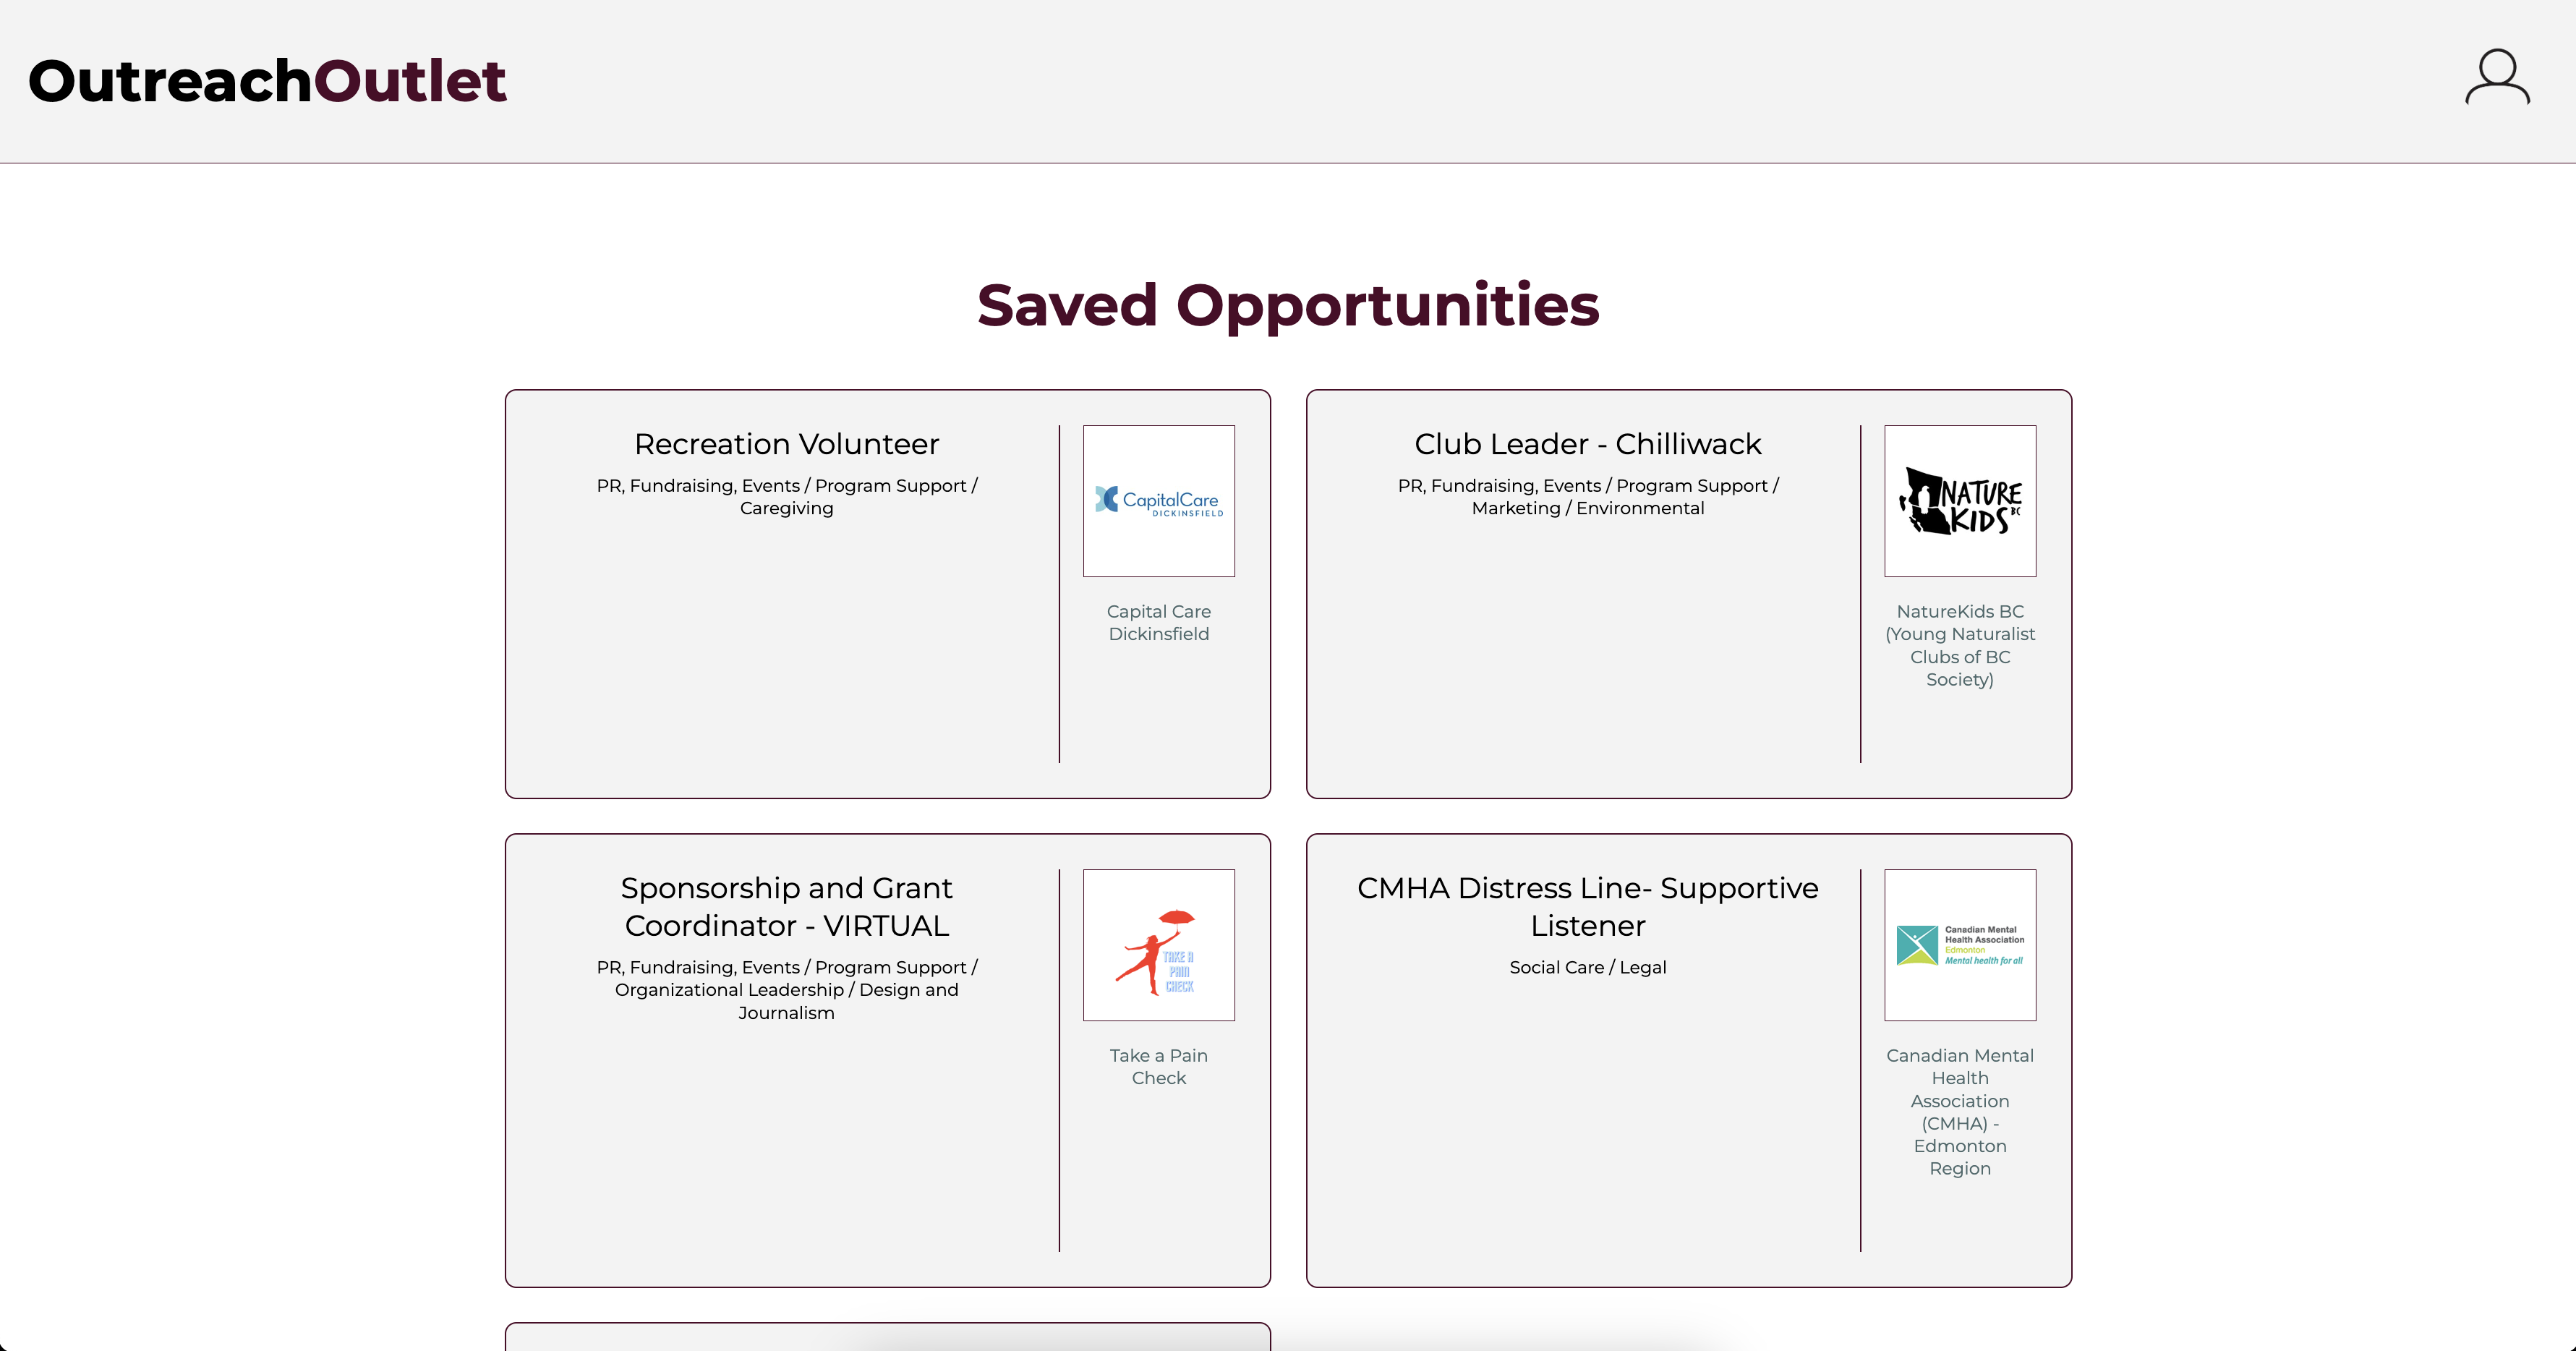 OutreachOutlet
Saved Opportunities
Recreation Volunteer
PR, Fundraising, Events / Program Support /
Caregiving
CapitalCare
DICKINSFIELD
Capital Care
Dickinsfield
Club Leader - Chilliwack
PR, Fundraising, Events / Program Support /
Marketing / Environmental
NATURE
KIDS BC
NatureKids BC
(Young Naturalist
Clubs of BC
Society)
Sponsorship and Grant
Coordinator - VIRTUAL
PR, Fundraising, Events / Program Support /
Organizational Leadership / Design and
Journalism
TAKE A
PAIN
CHECK
Take a Pain
Check
CMHA Distress Line- Supportive
Listener
Social Care / Legal
Canadian Mental
Health Association
Edmonton
Mental health for all
Canadian Mental
Health
Association
(CMHA) -
Edmonton
Region